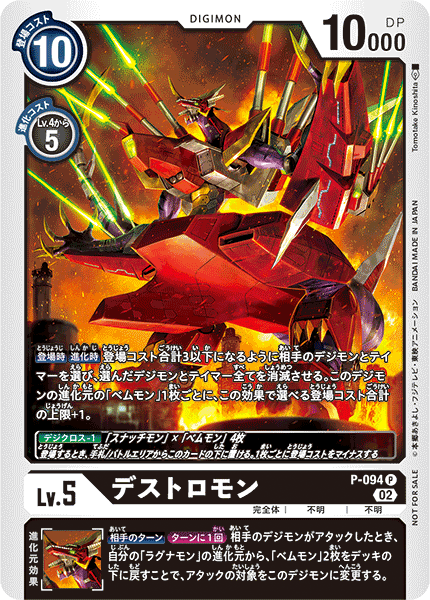 DIGIMON
登場コスト
10
10000
DP
進化コスト
Lv.4から
5
Tomotake Kinoshita
BANDAI MADE IN JAPAN
©本郷あきよし・フジテレビ・東映アニメーション
NOT FOR SALE
登場時 進化時 登場コスト合計3以下になるように相手のデジモンとテイ
マーを選び、選んだデジモンとテイマー全てを消滅させる。このデジモ
ンの進化元の「ベムモン」1枚ごとに、この効果で選べる登場コスト合計
の上限+1。
デジクロス-1 「スナッチモン」×「ベムモン」4枚
登場するとき、手札/バトルエリアからこのカードの下に置ける。1枚ごとに登場コストをマイナスする
P-094 P
02
Lv.5
デストロモン
完全体 不明 不明
進化元効果
相手のターン ターンに1回 相手のデジモンがアタックしたとき、
自分の「ラグナモン」の進化元から、「ベムモン」2枚をデッキの
下に戻すことで、アタックの対象をこのデジモンに変更する。